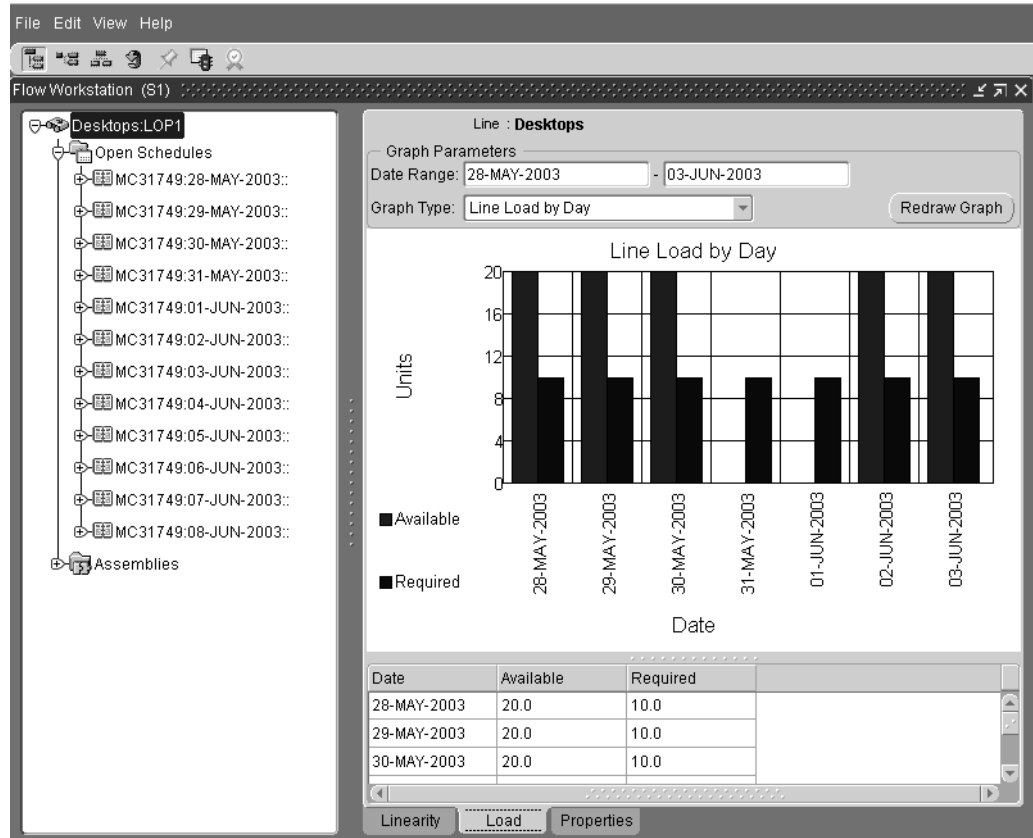 File Edit View Help
Flow Workstation (S1)
Desktops:LOP1
Open Schedules
MC31749:28-MAY-2003::
MC31749:29-MAY-2003::
MC31749:30-MAY-2003::
MC31749:31-MAY-2003::
MC31749:01-JUN-2003::
MC31749:02-JUN-2003::
MC31749:03-JUN-2003::
MC31749:04-JUN-2003::
MC31749:05-JUN-2003::
MC31749:06-JUN-2003::
MC31749:07-JUN-2003::
MC31749:08-JUN-2003::
Assemblies
Line : Desktops
Graph Parameters
Date Range: 28-MAY-2003 - 03-JUN-2003
Graph Type: Line Load by Day Redraw Graph
Line Load by Day
20
16
12
8
4
0
Units
Available
Required
28-MAY-2003
29-MAY-2003
30-MAY-2003
31-MAY-2003
01-JUN-2003
02-JUN-2003
03-JUN-2003
Date
Date Available Required
28-MAY-2003 20.0 10.0
29-MAY-2003 20.0 10.0
30-MAY-2003 20.0 10.0
Linearity Load Properties